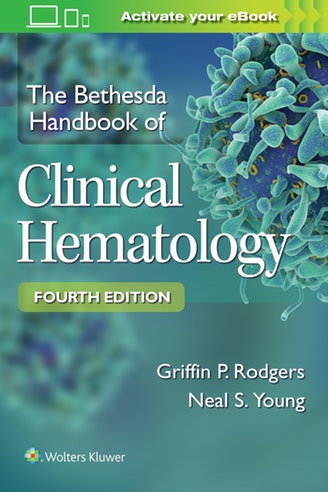 Activate your eBook
The Bethesda
Handbook of
Clinical
Hematology
FOURTH EDITION
Griffin P. Rodgers
Neal S. Young
Wolters Kluwer